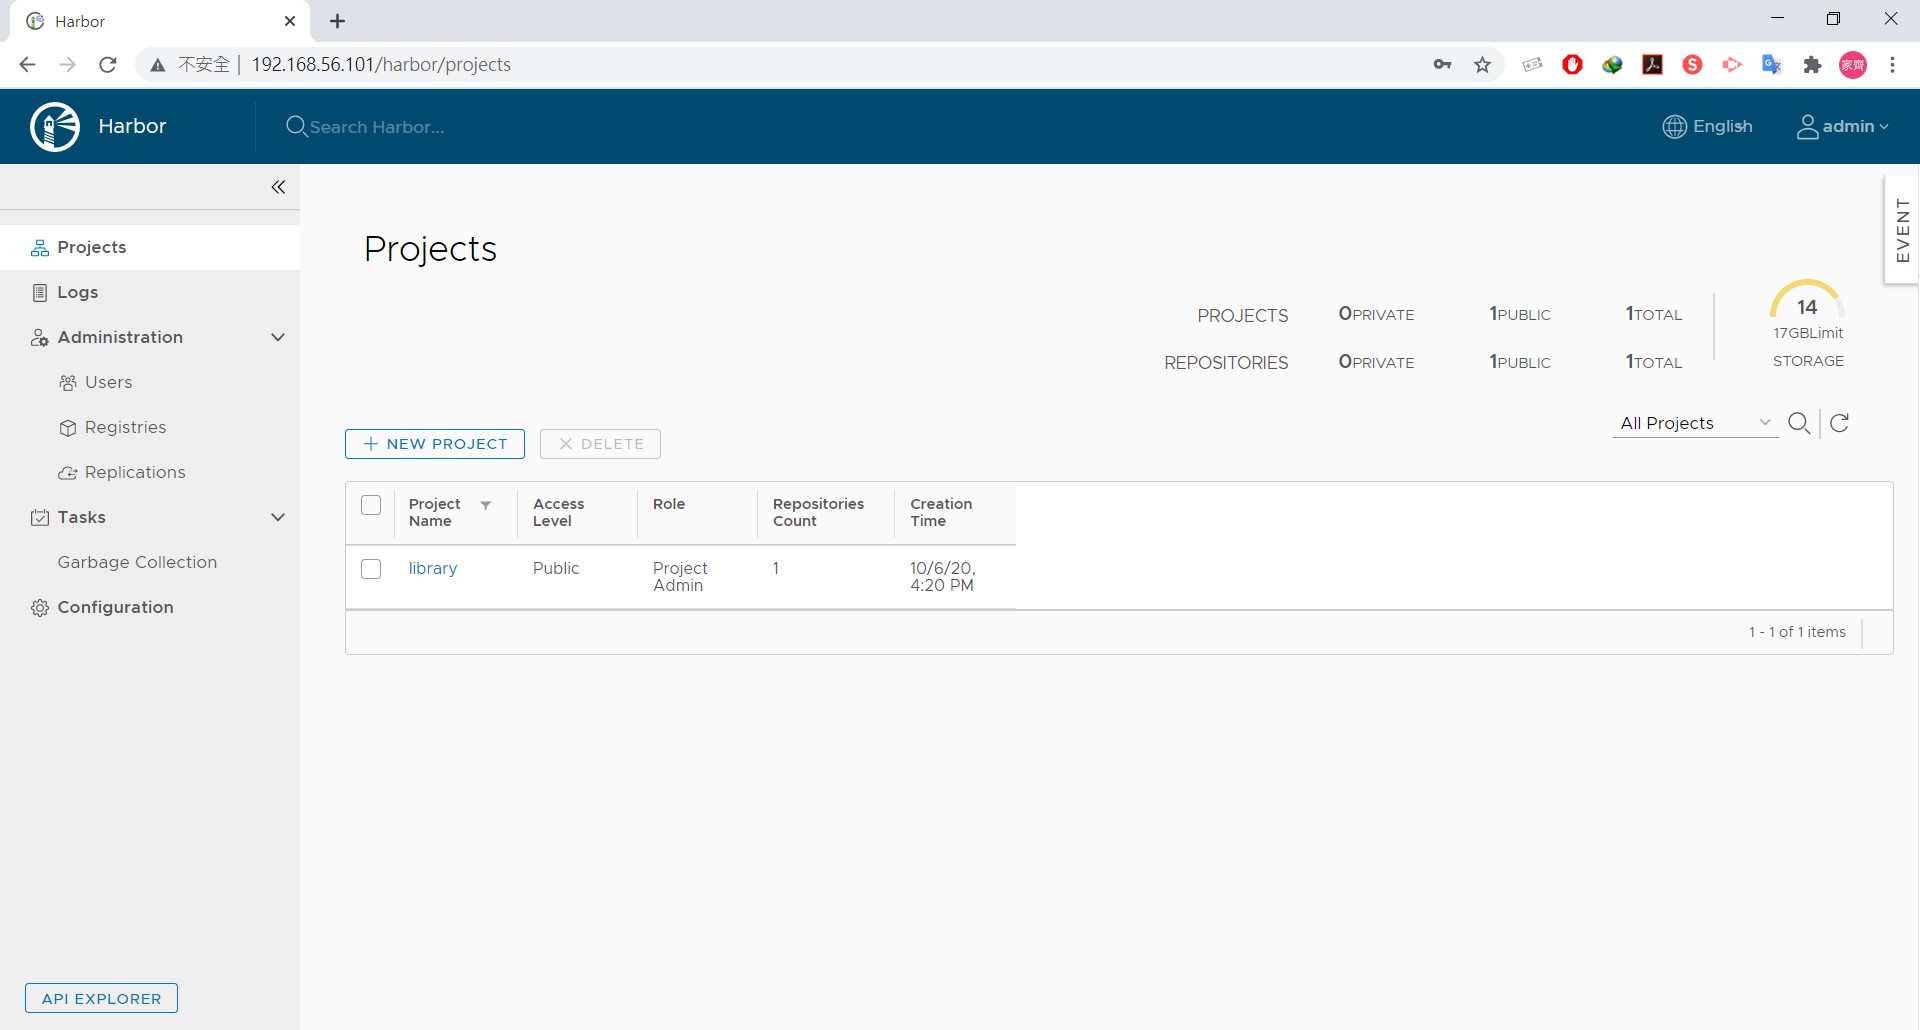 Harbor
不安全 | 192.168.56.101/harbor/projects
家齊
Harbor
Search Harbor...
English
admin
Projects
Logs
Administration
Users
Registries
Replications
Tasks
Garbage Collection
Configuration
API EXPLORER
EVENT
Projects
PROJECTS 0PRIVATE 1PUBLIC 1TOTAL
REPOSITORIES 0PRIVATE 1PUBLIC 1TOTAL
14
17GBLimit
STORAGE
All Projects
NEW PROJECT
DELETE
Project Name
Access Level
Role
Repositories Count
Creation Time
library
Public
Project Admin
1
10/6/20, 4:20 PM
1 - 1 of 1 items